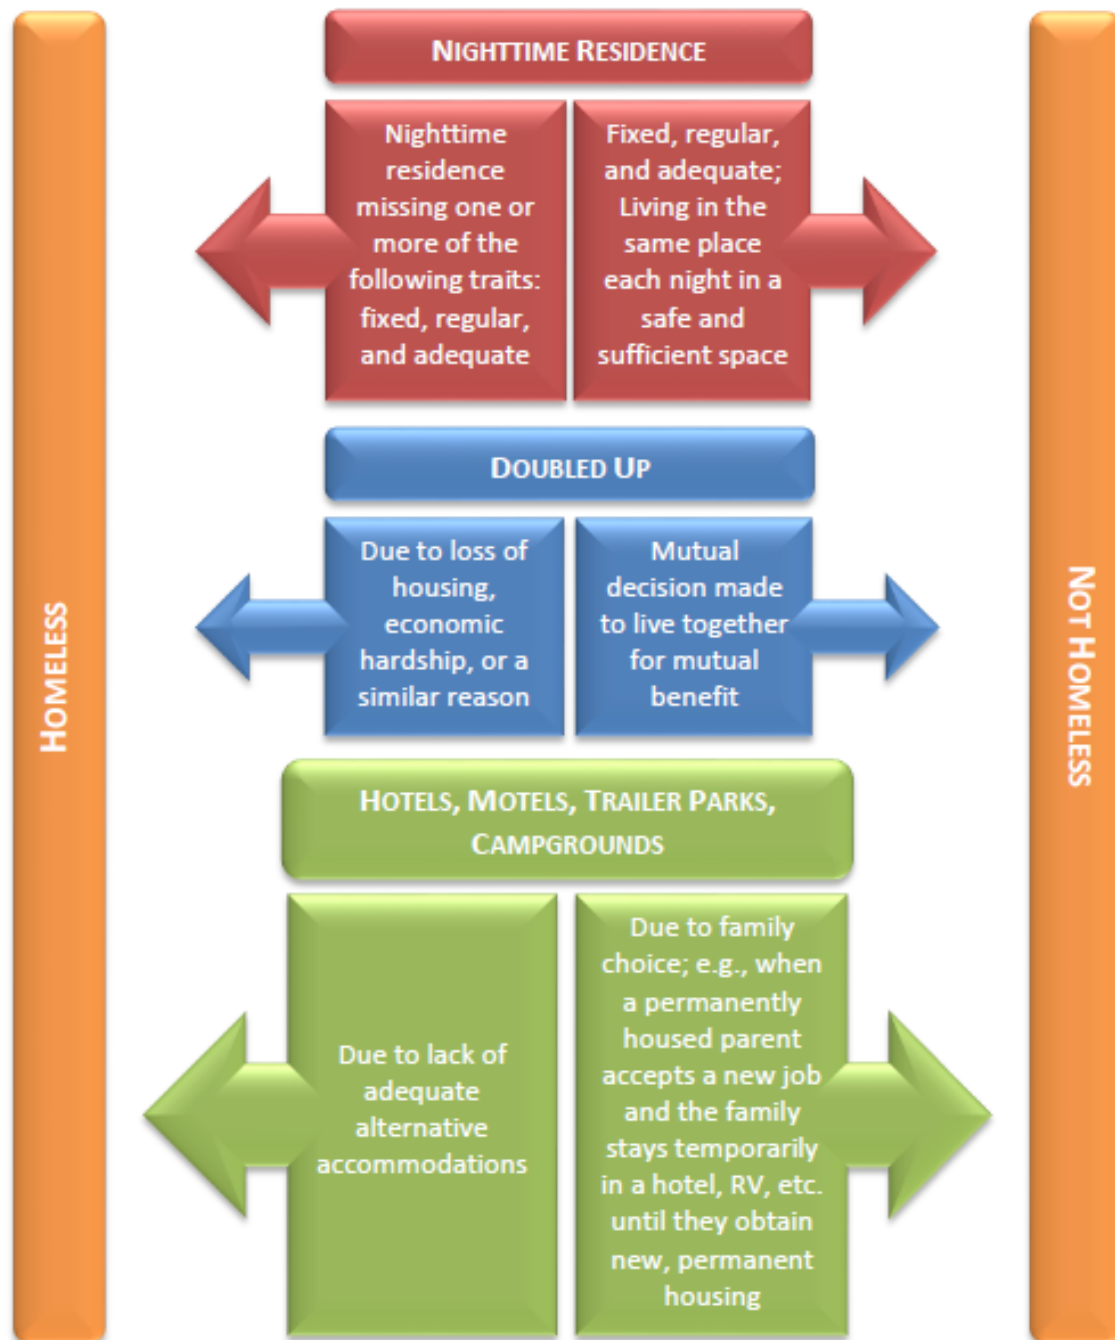 HOMELESS
NIGHTTIME RESIDENCE
Nighttime
residence
missing one or
more of the
following traits:
fixed, regular,
and adequate
Fixed, regular,
and adequate;
Living in the
same place
each night in a
safe and
sufficient space
DOUBLED UP
Due to loss of
housing,
economic
hardship, or a
similar reason
Mutual
decision made
to live together
for mutual
benefit
HOTELS, MOTELS, TRAILER PARKS,
CAMPGROUNDS
Due to lack of
adequate
alternative
accommodations
Due to family
choice; e.g., when
a permanently
housed parent
accepts a new job
and the family
stays temporarily
in a hotel, RV, etc.
until they obtain
new, permanent
housing
NOT HOMELESS